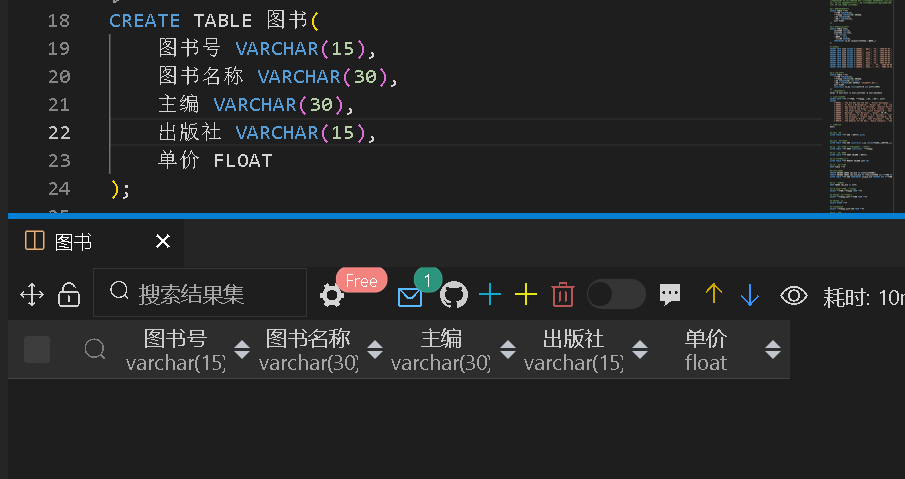 18 CREATE TABLE 图书(
19 图书号 VARCHAR(15),
20 图书名称 VARCHAR(30),
21 主编 VARCHAR(30),
22 出版社 VARCHAR(15),
23 单价 FLOAT
24 );
图书
搜索结果集 Free 1 耗时: 10
图书号 图书名称 主编 出版社 单价
varchar(15) varchar(30) varchar(30) varchar(15) float